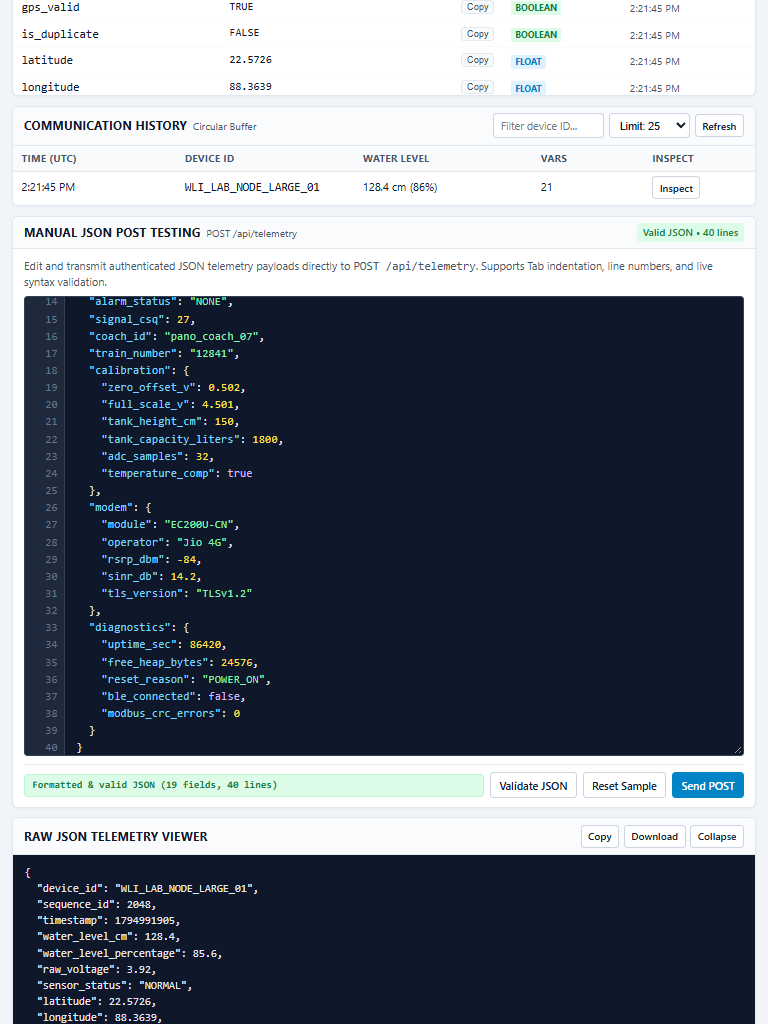 gps_valid TRUE Copy BOOLEAN 2:21:45 PM
is_duplicate FALSE Copy BOOLEAN 2:21:45 PM
latitude 22.5726 Copy FLOAT 2:21:45 PM
longitude 88.3639 Copy FLOAT 2:21:45 PM
COMMUNICATION HISTORY Circular Buffer Filter device ID... Limit: 25 Refresh
TIME (UTC) DEVICE ID WATER LEVEL VARS INSPECT
2:21:45 PM WLI_LAB_NODE_LARGE_01 128.4 cm (86%) 21 Inspect
MANUAL JSON POST TESTING POST /api/telemetry Valid JSON • 40 lines
Edit and transmit authenticated JSON telemetry payloads directly to POST /api/telemetry. Supports Tab indentation, line numbers, and live
syntax validation.
14 "alarm_status": "NONE",
15 "signal_csq": 27,
16 "coach_id": "pano_coach_07",
17 "train_number": "12841",
18 "calibration": {
19 "zero_offset_v": 0.502,
20 "full_scale_v": 4.501,
21 "tank_height_cm": 150,
22 "tank_capacity_liters": 1800,
23 "adc_samples": 32,
24 "temperature_comp": true
25 },
26 "modem": {
27 "module": "EC200U-CN",
28 "operator": "Jio 4G",
29 "rsrp_dbm": -84,
30 "sinr_db": 14.2,
31 "tls_version": "TLSv1.2"
32 },
33 "diagnostics": {
34 "uptime_sec": 86420,
35 "free_heap_bytes": 24576,
36 "reset_reason": "POWER_ON",
37 "ble_connected": false,
38 "modbus_crc_errors": 0
39 }
40 }
Formatted & valid JSON (19 fields, 40 lines) Validate JSON Reset Sample Send POST
RAW JSON TELEMETRY VIEWER Copy Download Collapse
{
"device_id": "WLI_LAB_NODE_LARGE_01",
"sequence_id": 2048,
"timestamp": 1794991905,
"water_level_cm": 128.4,
"water_level_percentage": 85.6,
"raw_voltage": 3.92,
"sensor_status": "NORMAL",
"latitude": 22.5726,
"longitude": 88.3639,